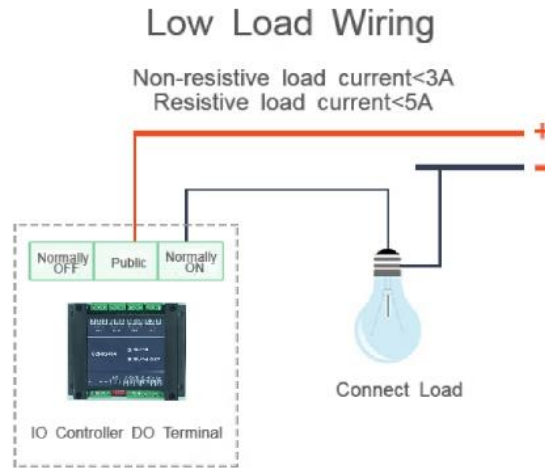 Low Load Wiring
Non-resistive load current<3A
Resistive load current<5A
+
-
Normally OFF
Public
Normally ON
Connect Load
IO Controller DO Terminal